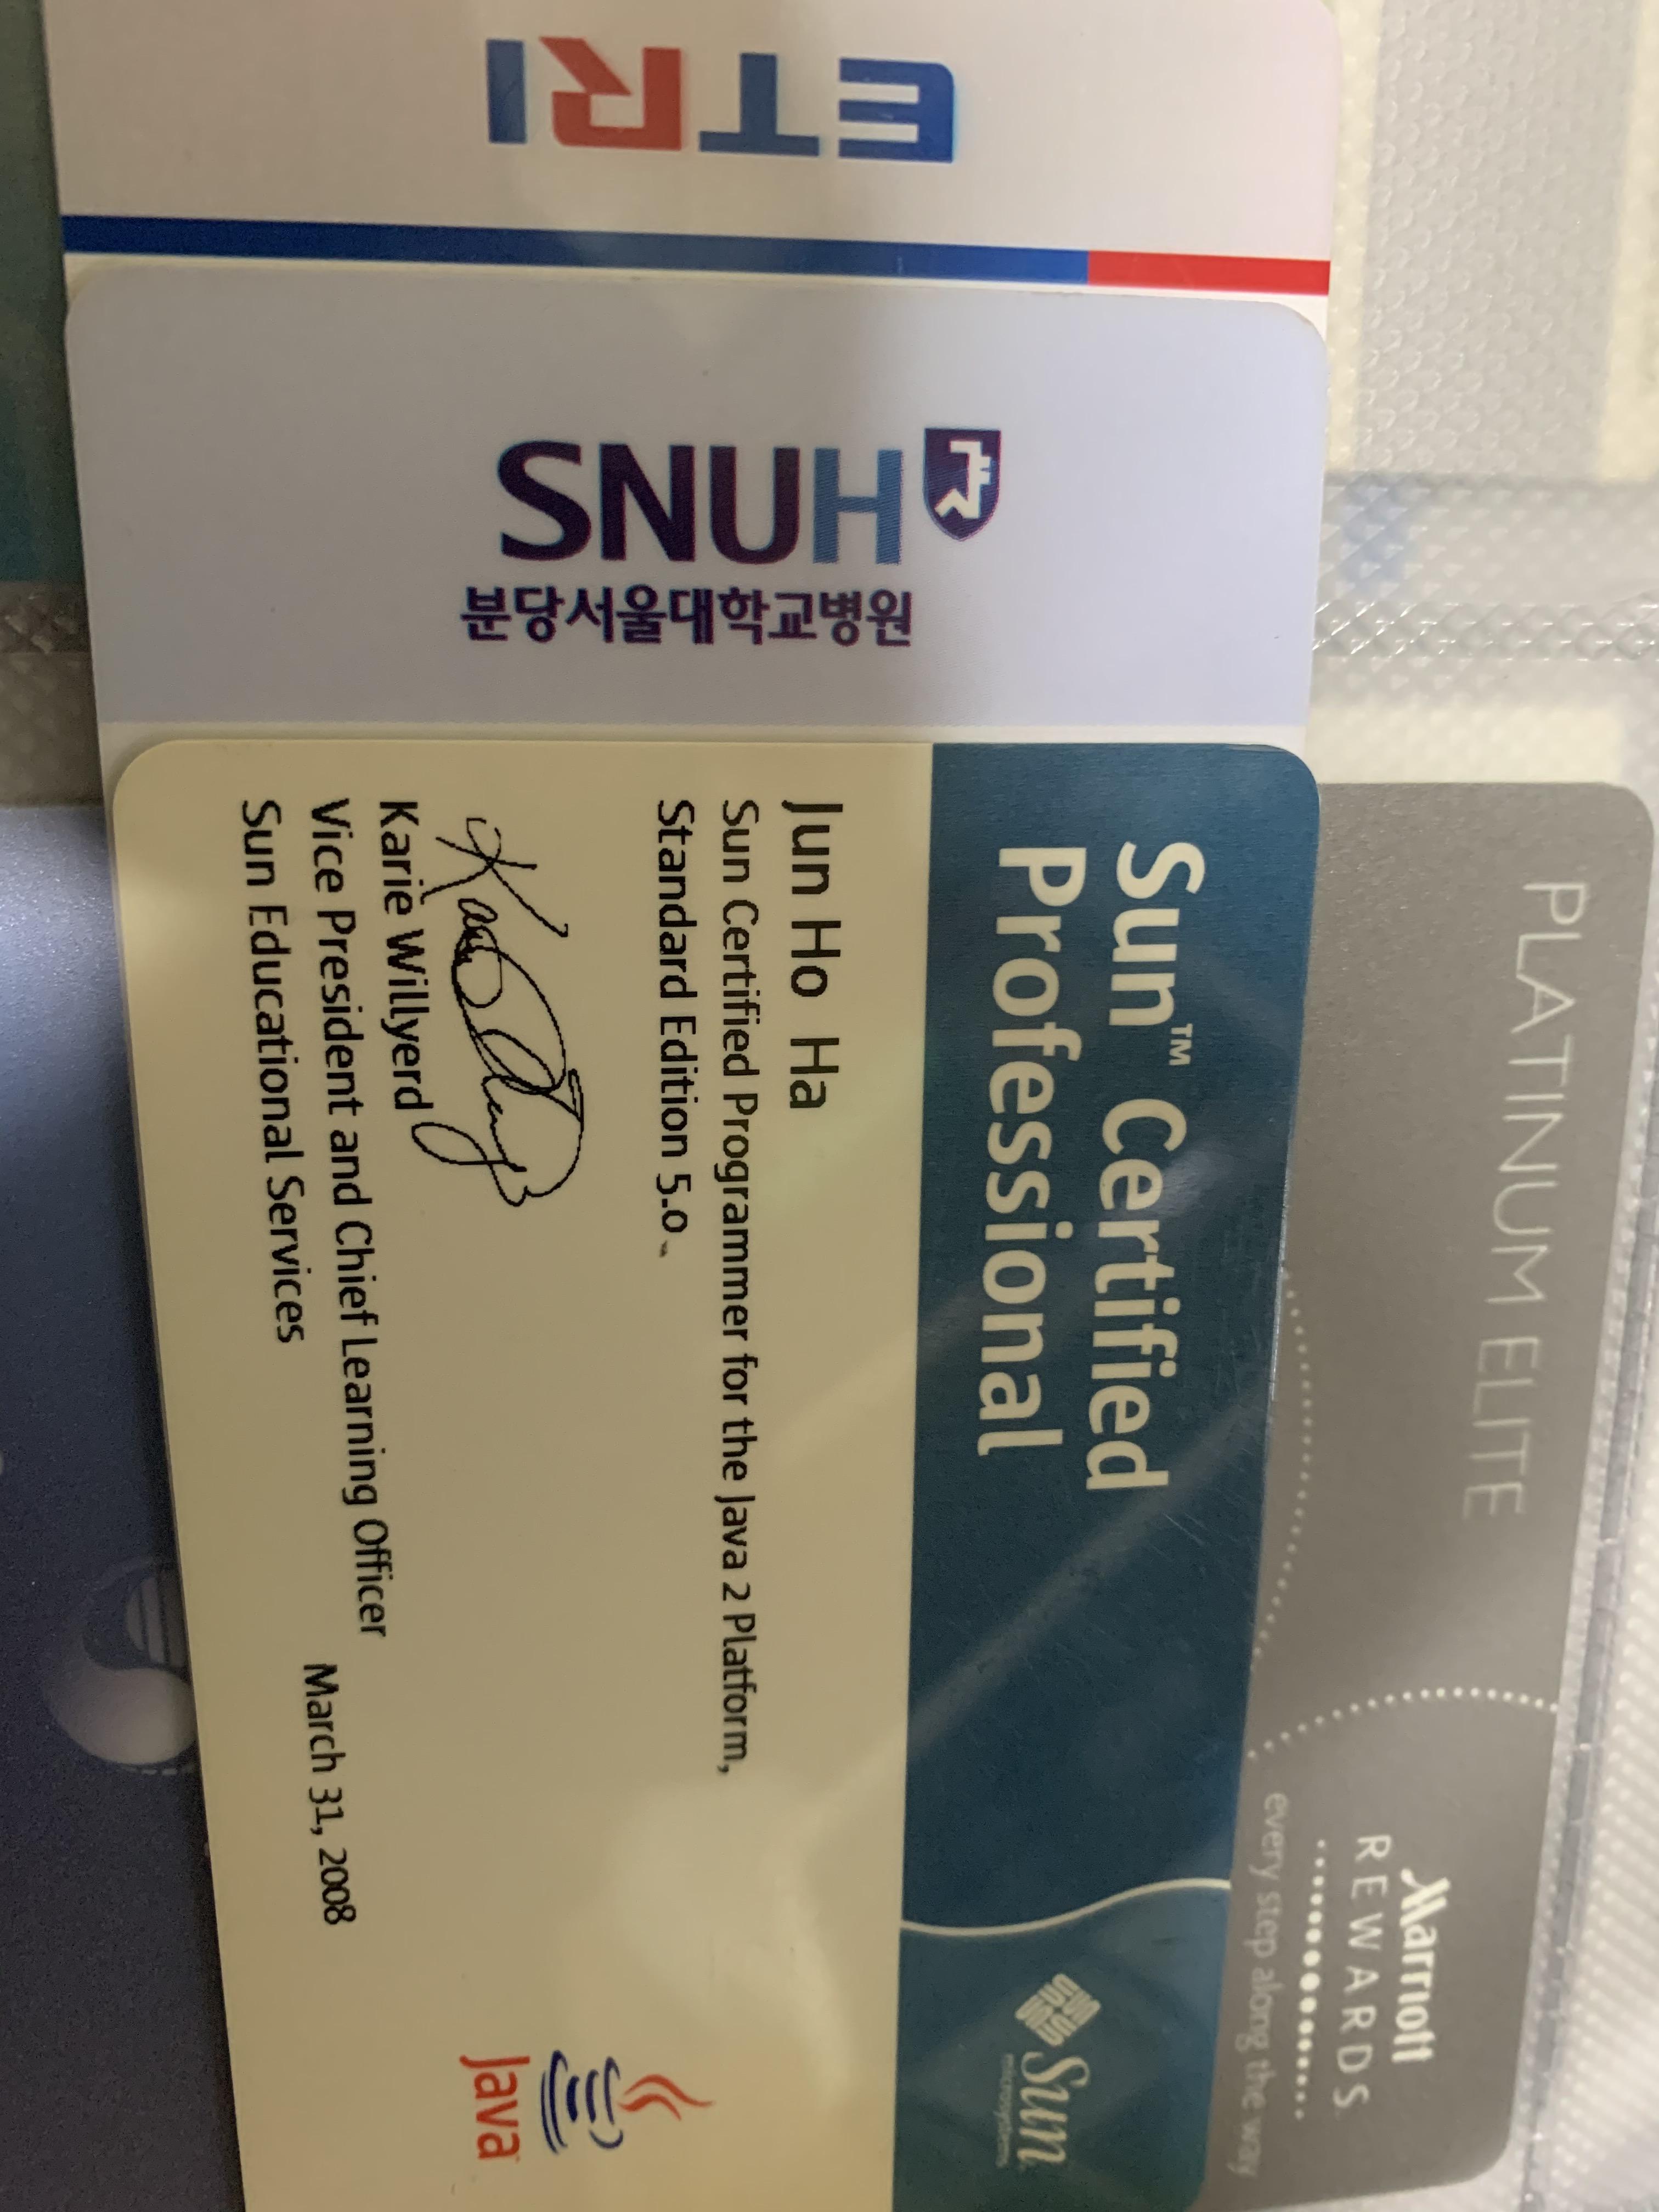 ETRI
SNUH
분당서울대학교병원
PLATINUM ELITE
Marriott
REWARDS
every step along the way
Sun™ Certified
Professional
Sun
microsystems
Jun Ho Ha
Sun Certified Programmer for the Java 2 Platform,
Standard Edition 5.0
Karie Willyerd
Vice President and Chief Learning Officer
Sun Educational Services
March 31, 2008
Java